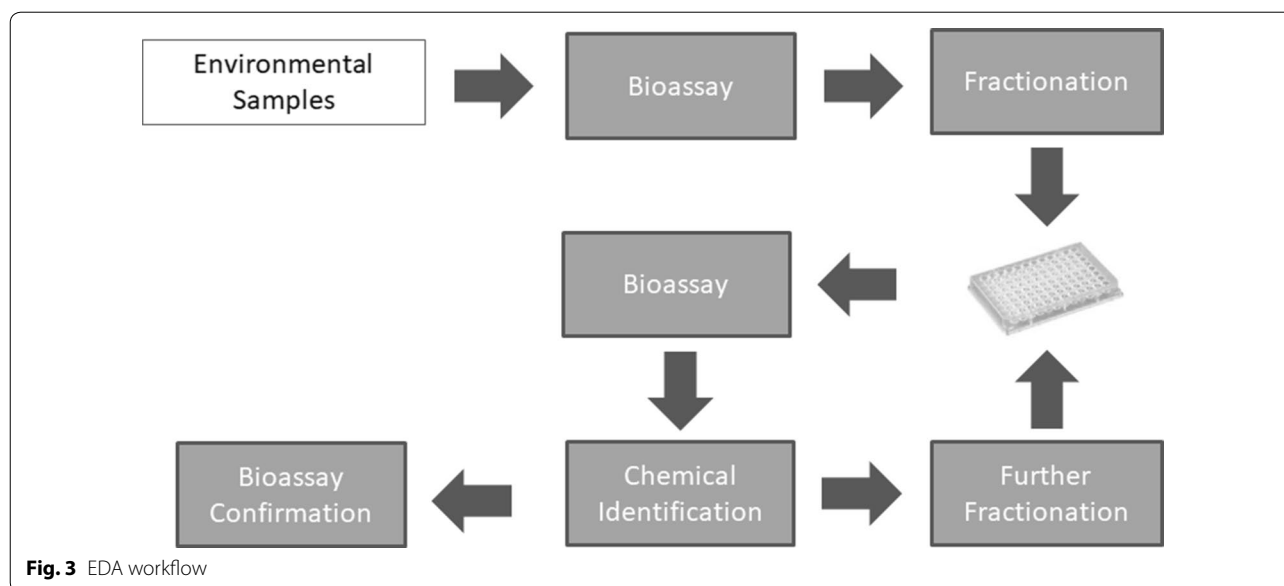 Environmental
Samples
Bioassay
Fractionation
Bioassay
Bioassay
Confirmation
Chemical
Identification
Further
Fractionation
Fig. 3 EDA workflow